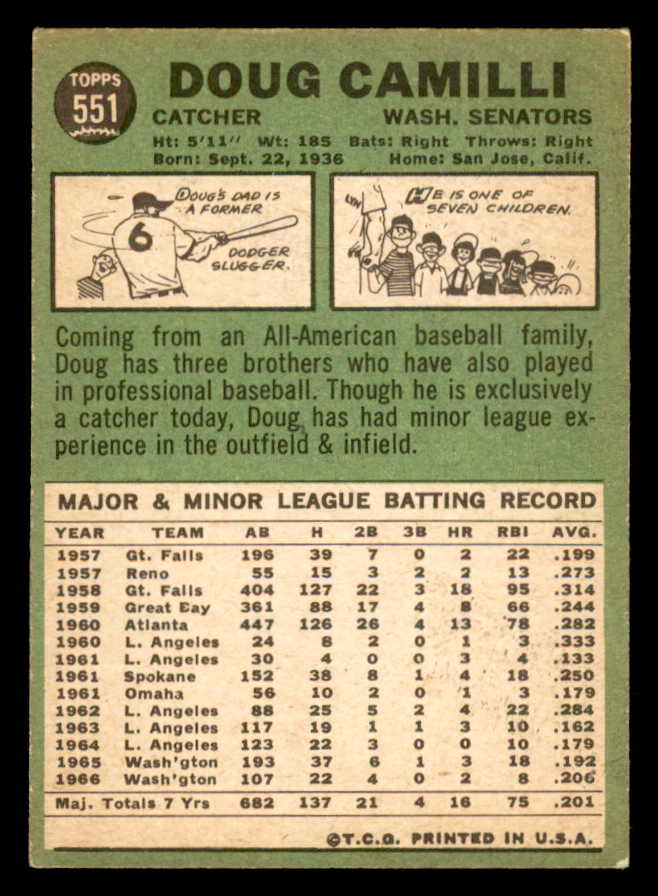 TOPPS
551
DOUG CAMILLI
CATCHER WASH. SENATORS
Ht: 5'11" Wt: 185 Bats: Right Throws: Right
Born: Sept. 22, 1936 Home: San Jose, Calif.
DOUG'S DAD IS
A FORMER
6
DODGER
SLUGGER.
HE IS ONE OF
SEVEN CHILDREN.
Coming from an All-American baseball family,
Doug has three brothers who have also played
in professional baseball. Though he is exclusively
a catcher today, Doug has had minor league ex-
perience in the outfield & infield.
MAJOR & MINOR LEAGUE BATTING RECORD
YEAR TEAM AB H 2B 3B HR RBI AVG.
1957 Gt. Falls 196 39 7 0 2 22 .199
1957 Reno 55 15 3 2 2 13 .273
1958 Gt. Falls 404 127 22 3 18 95 .314
1959 Great Bay 361 88 17 4 8 66 .244
1960 Atlanta 447 126 26 4 13 78 .282
1960 L. Angeles 24 8 2 0 1 3 .333
1961 L. Angeles 30 4 0 0 3 4 .133
1961 Spokane 152 38 8 1 4 18 .250
1961 Omaha 56 10 2 0 1 3 .179
1962 L. Angeles 88 25 5 2 4 22 .284
1963 L. Angeles 117 19 1 1 3 10 .162
1964 L. Angeles 123 22 3 0 0 10 .179
1965 Wash'gton 193 37 6 1 3 18 .192
1966 Wash'gton 107 22 4 0 2 8 .206
Maj. Totals 7 Yrs 682 137 21 4 16 75 .201
©T.C.G. PRINTED IN U.S.A.